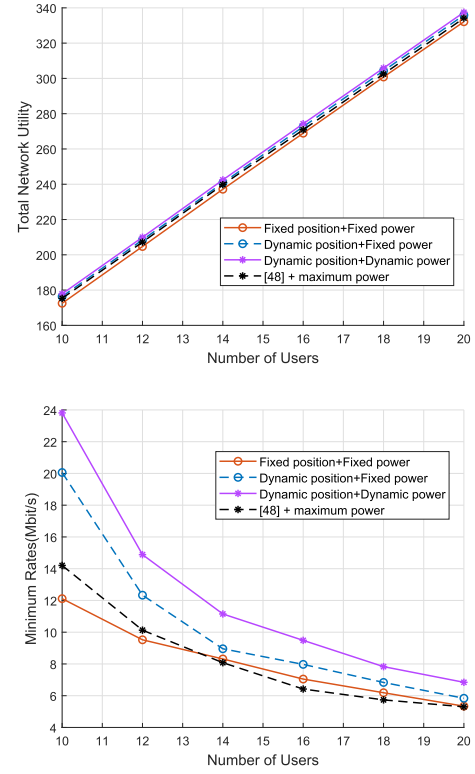 340
320
300
280
260
240
220
200
180
160
Total Network Utility
Fixed position+Fixed power
Dynamic position+Fixed power
Dynamic position+Dynamic power
[48] + maximum power
10 11 12 13 14 15 16 17 18 19 20
Number of Users
24
22
20
18
16
14
12
10
8
6
4
Minimum Rates(Mbit/s)
Fixed position+Fixed power
Dynamic position+Fixed power
Dynamic position+Dynamic power
[48] + maximum power
10 11 12 13 14 15 16 17 18 19 20
Number of Users